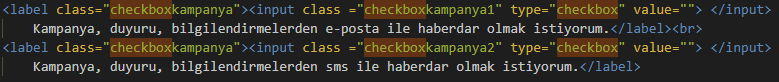 <label class="checkboxkampanya"><input class ="checkboxkampanya1" type="checkbox" value=""> </input>
Kampanya, duyuru, bilgilendirmelerden e-posta ile haberdar olmak istiyorum.</label><br>
<label class="checkboxkampanya"><input class ="checkboxkampanya2" type="checkbox" value=""> </input>
Kampanya, duyuru, bilgilendirmelerden sms ile haberdar olmak istiyorum.</label>